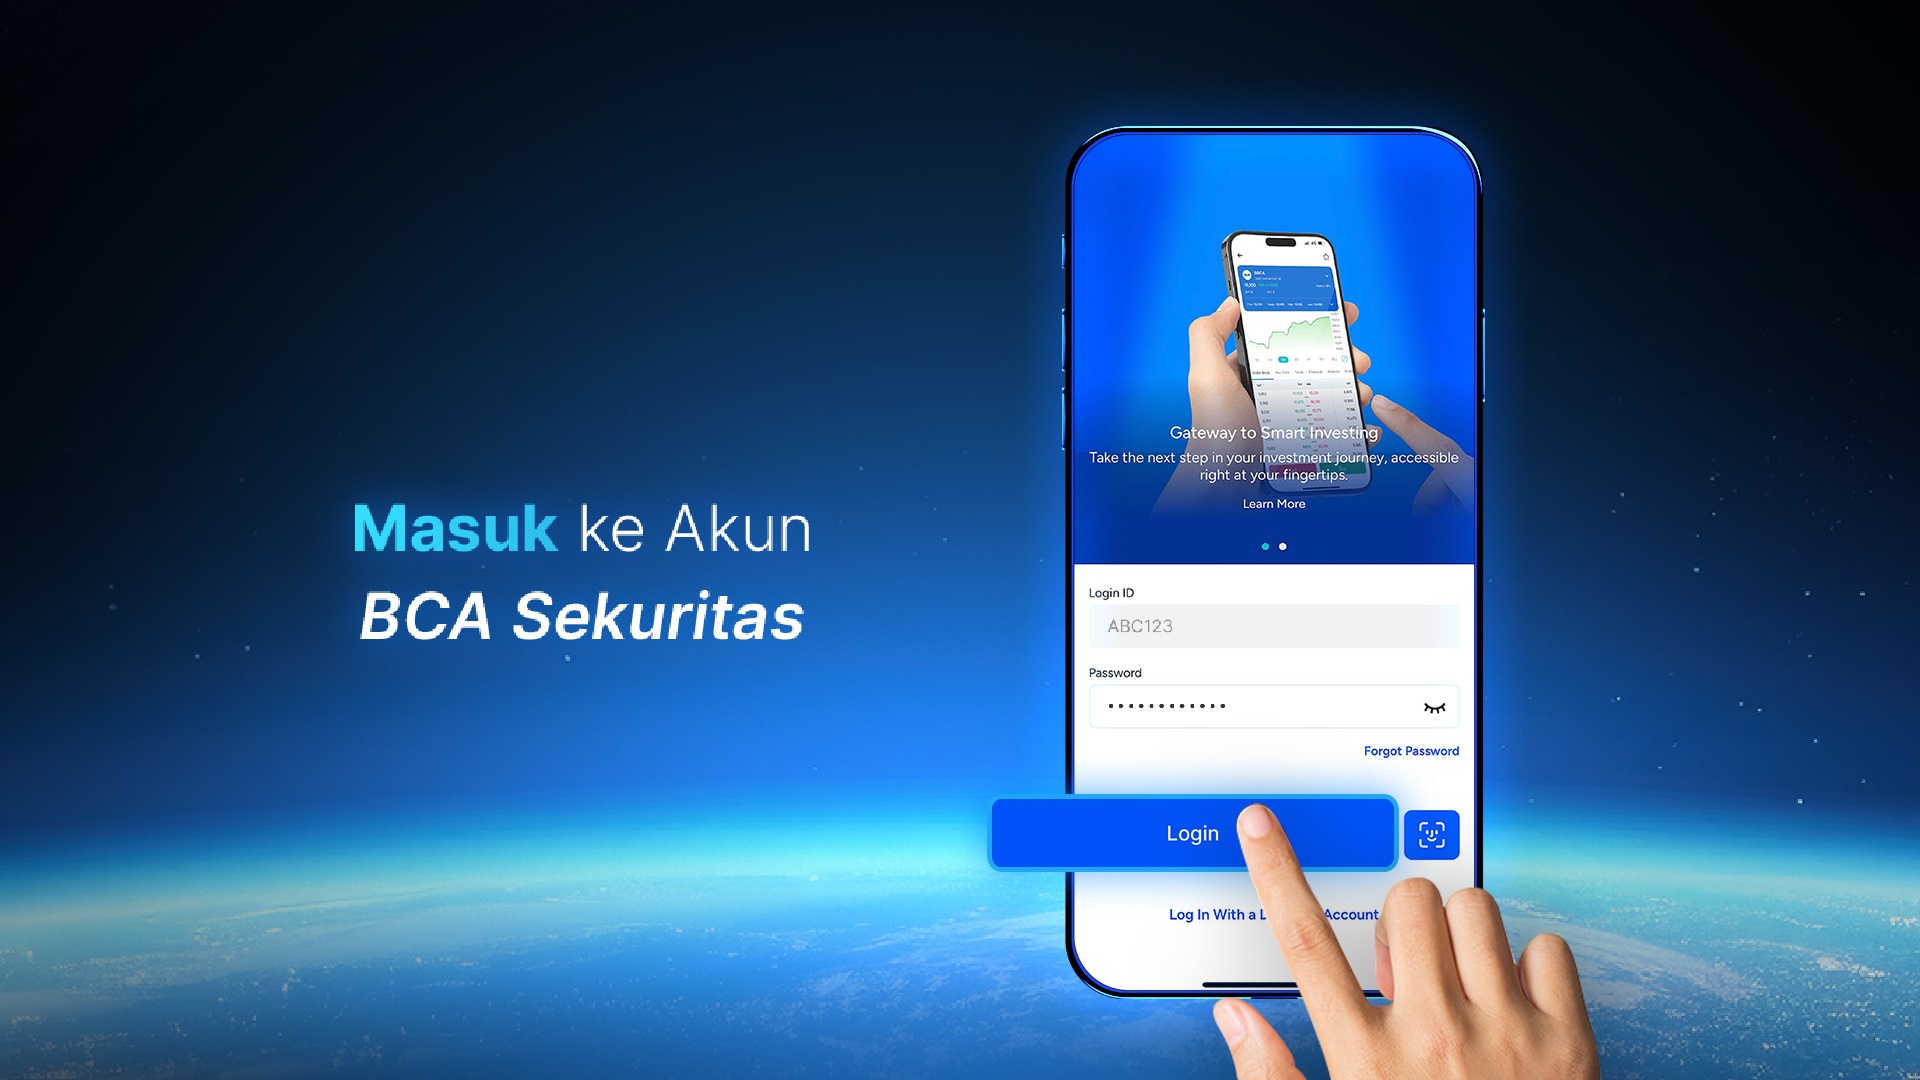 Masuk ke Akun
BCA Sekuritas
BBCA
Gateway to Smart Investing
Take the next step in your investment journey, accessible
right at your fingertips.
Learn More
Login ID
ABC123
Password
Forgot Password
Login
Log In With a Account